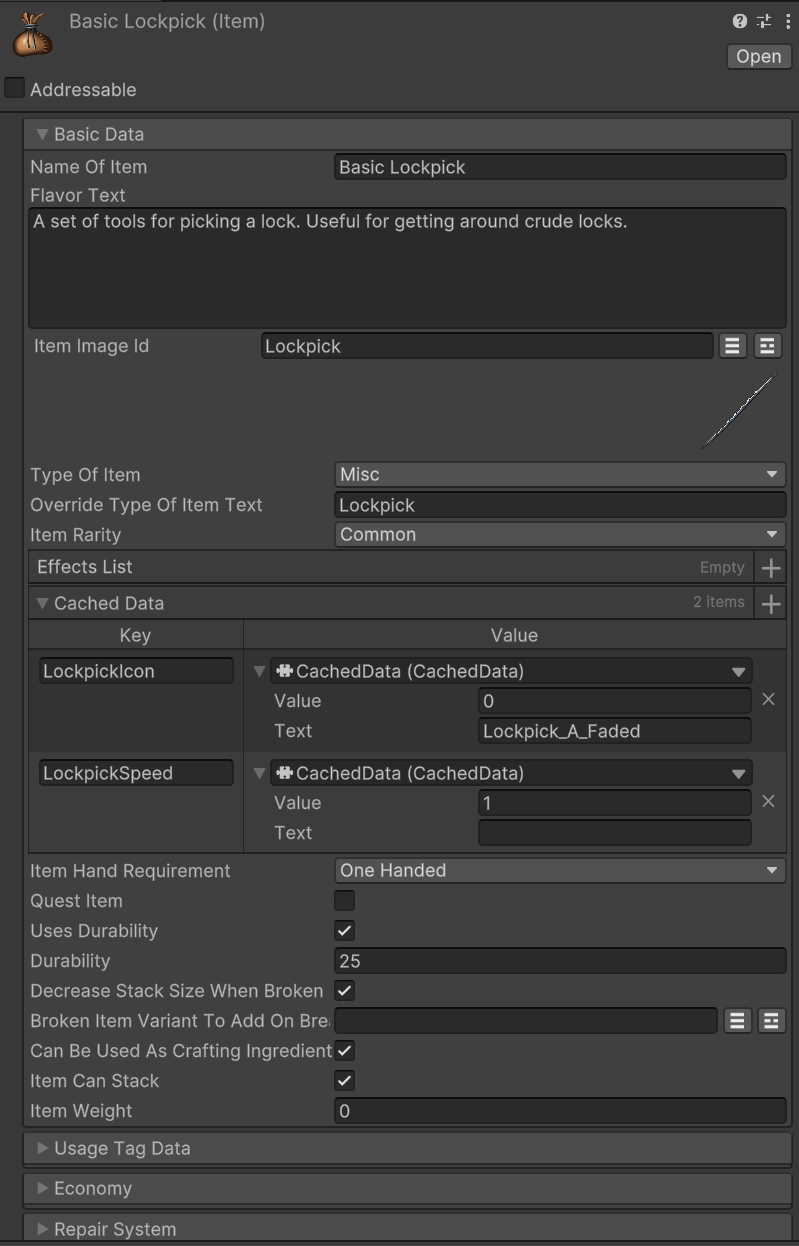 Basic Lockpick (Item)
Open
Addressable
Basic Data
Name Of Item Basic Lockpick
Flavor Text
A set of tools for picking a lock. Useful for getting around crude locks.
Item Image Id Lockpick
Type Of Item Misc
Override Type Of Item Text Lockpick
Item Rarity Common
Effects List Empty
Cached Data 2 items
Key Value
LockpickIcon CachedData (CachedData)
Value 0
Text Lockpick_A_Faded
LockpickSpeed CachedData (CachedData)
Value 1
Text
Item Hand Requirement One Handed
Quest Item
Uses Durability
Durability 25
Decrease Stack Size When Broken
Broken Item Variant To Add On Bre
Can Be Used As Crafting Ingredient
Item Can Stack
Item Weight 0
Usage Tag Data
Economy
Repair System